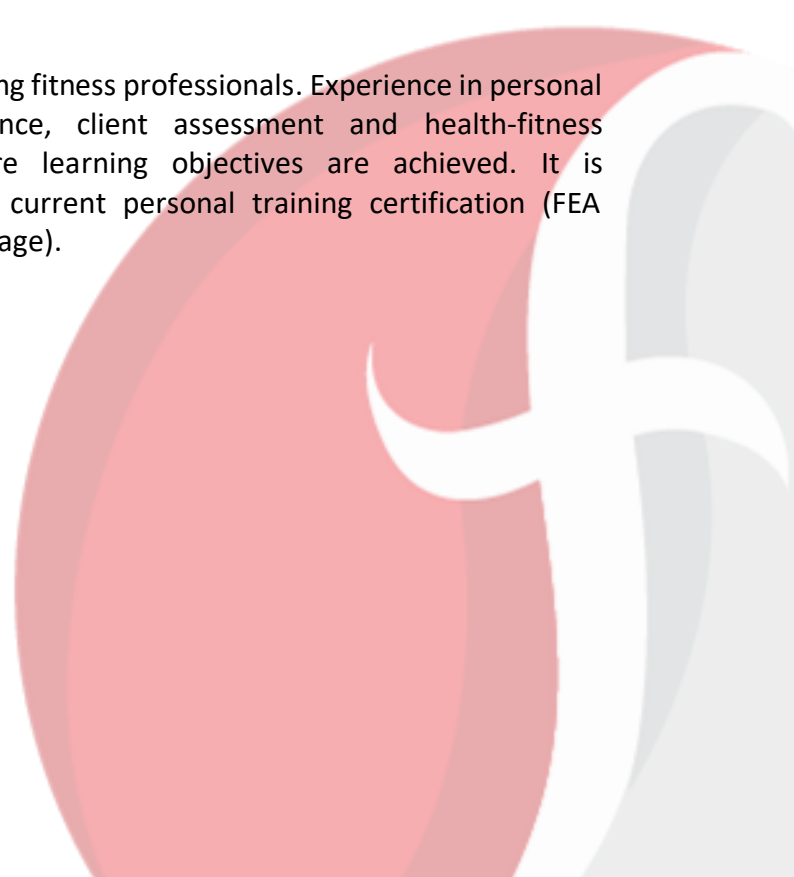 ng fitness professionals. Experience in personal
nce, client assessment and health-fitness
re learning objectives are achieved. It is
current personal training certification (FEA
age).